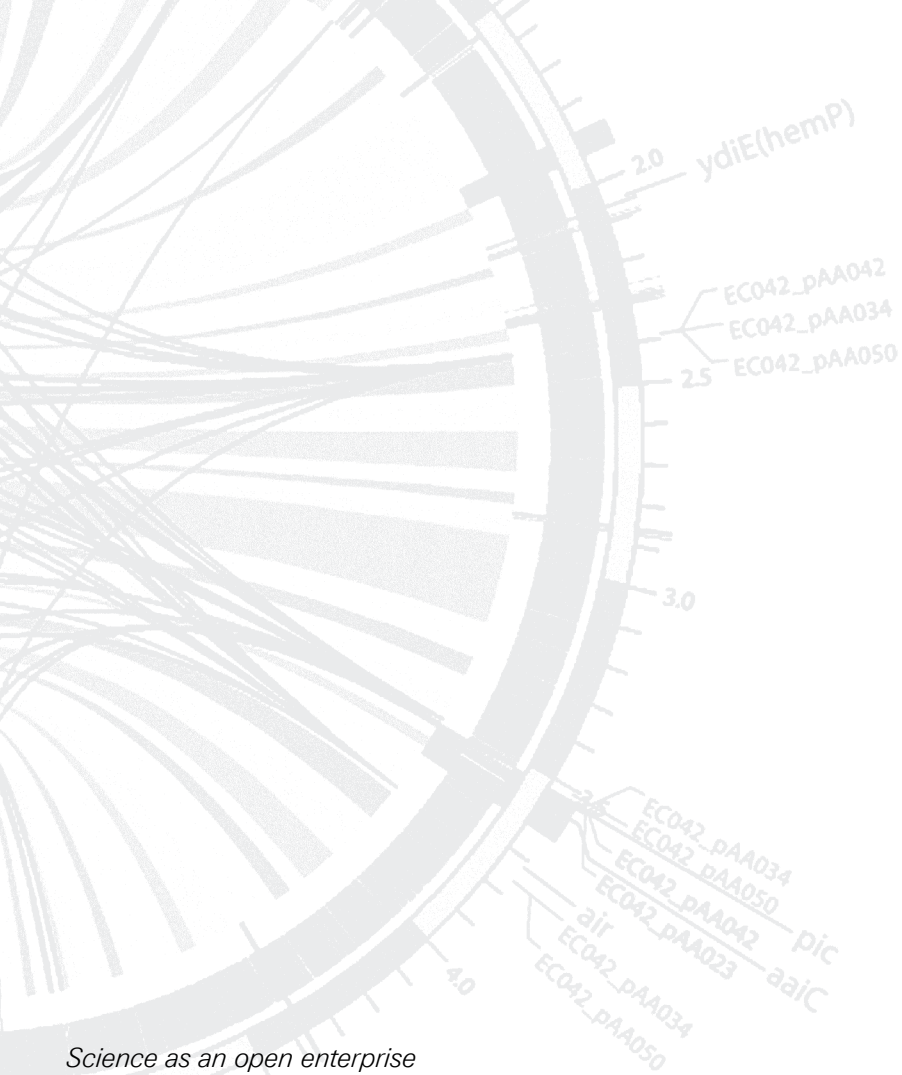 ydiE(hemP)
2.0
EC042_pAA042
EC042_pAA034
EC042_pAA050
2.5
3.0
EC042_pAA034
EC042_pAA050
EC042_pAA042
EC042_pAA023
pic
aaiC
air
EC042_pAA034
EC042_pAA050
4.0
Science as an open enterprise